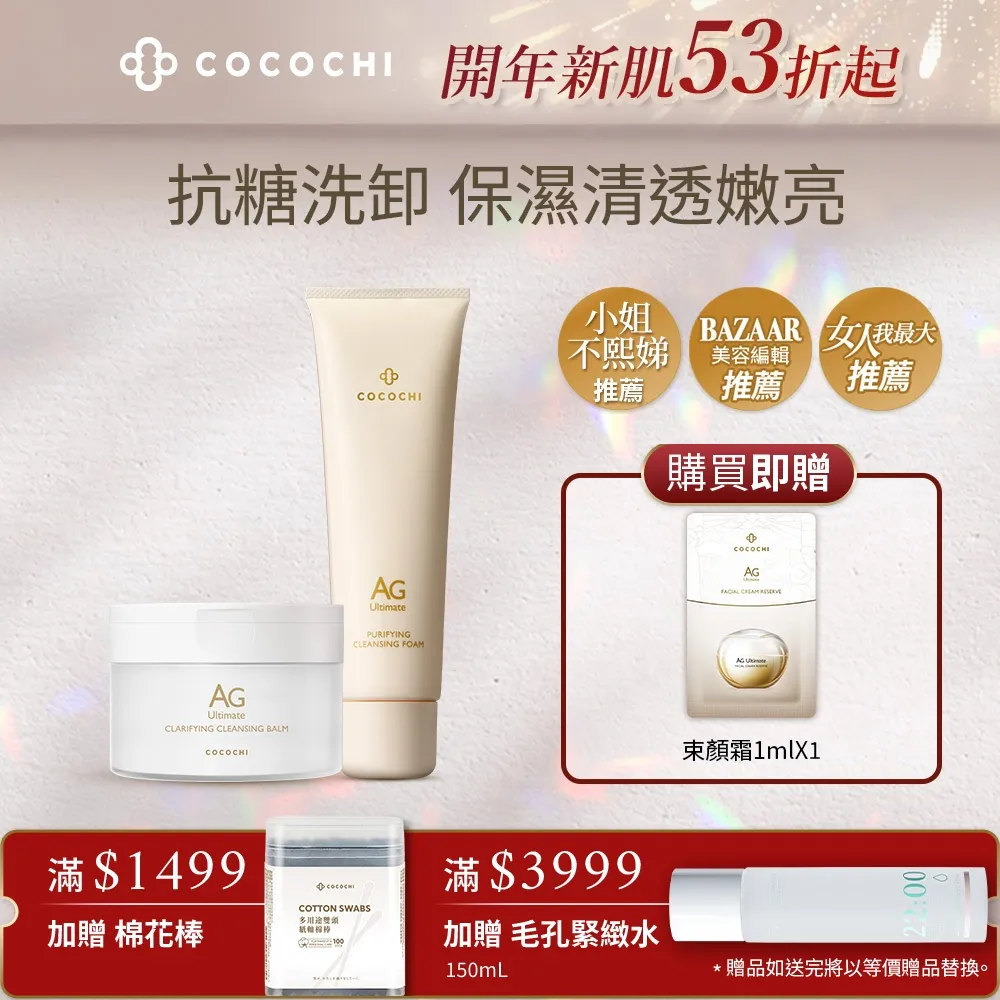 COCOCHI
開年新肌53折起
抗糖洗卸 保濕清透嫩亮
小姐
不熙娣
推薦
BAZAAR
美容編輯
推薦
女人我最大
推薦
購買即贈
COCOCHI
AG
Ultimate
PURIFYING
CLEANSING FOAM
AG
Ultimate
CLARIFYING CLEANSING BALM
COCOCHI
COCOCHI
AG
Ultimate
FACIAL CREAM RESERVE
AG Ultimate
FACIAL CREAM RESERVE
束顏霜1mlX1
滿$1499
加贈 棉花棒
COCOCHI
COTTON SWABS
多用途雙頭
紙軸棉棒
100
滿$3999
加贈 毛孔緊緻水
150mL
22:00
*贈品如送完將以等價贈品替換。